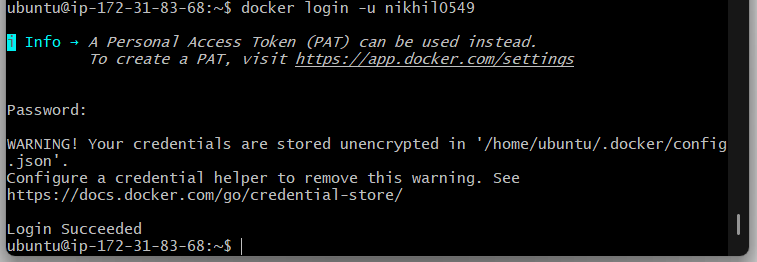 ubuntu@ip-172-31-83-68:~$ docker login -u nikhil0549
i Info → A Personal Access Token (PAT) can be used instead.
To create a PAT, visit https://app.docker.com/settings
Password:
WARNING! Your credentials are stored unencrypted in '/home/ubuntu/.docker/config
.json'.
Configure a credential helper to remove this warning. See
https://docs.docker.com/go/credential-store/
Login Succeeded
ubuntu@ip-172-31-83-68:~$